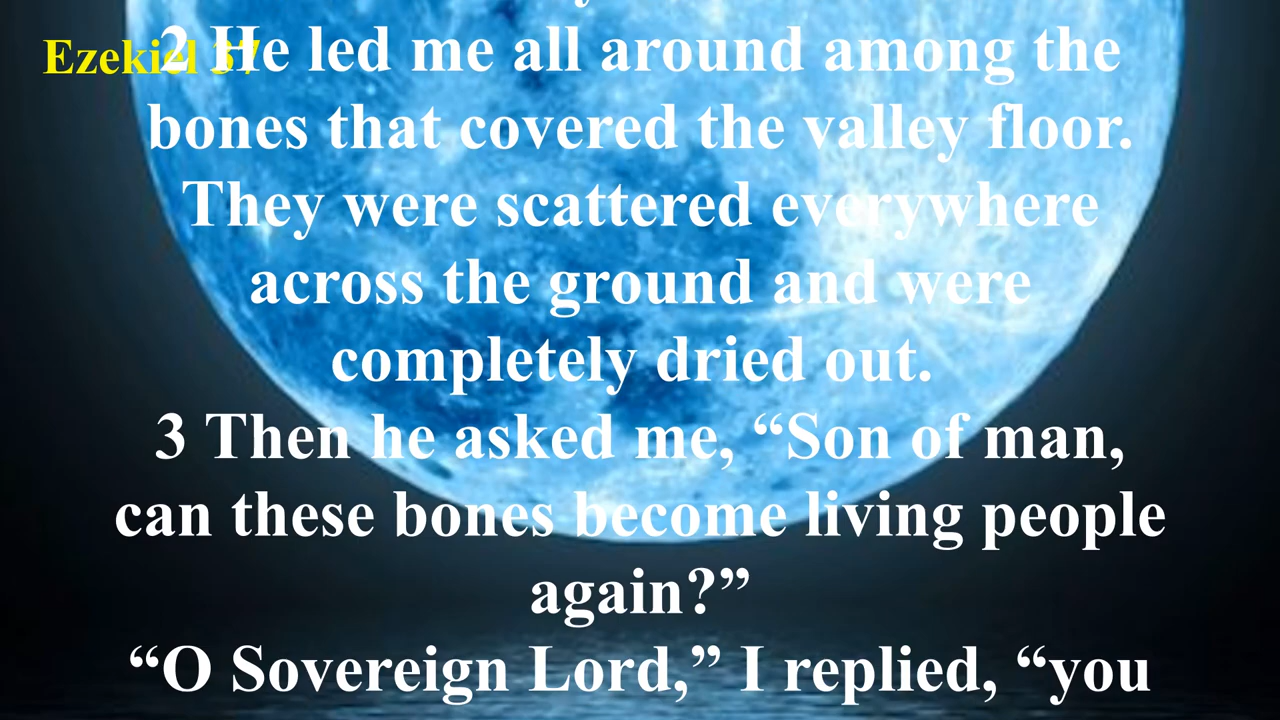 Ezekiel 37
2 He led me all around among the
bones that covered the valley floor.
They were scattered everywhere
across the ground and were
completely dried out.
3 Then he asked me, “Son of man,
can these bones become living people
again?”
“O Sovereign Lord,” I replied, “you